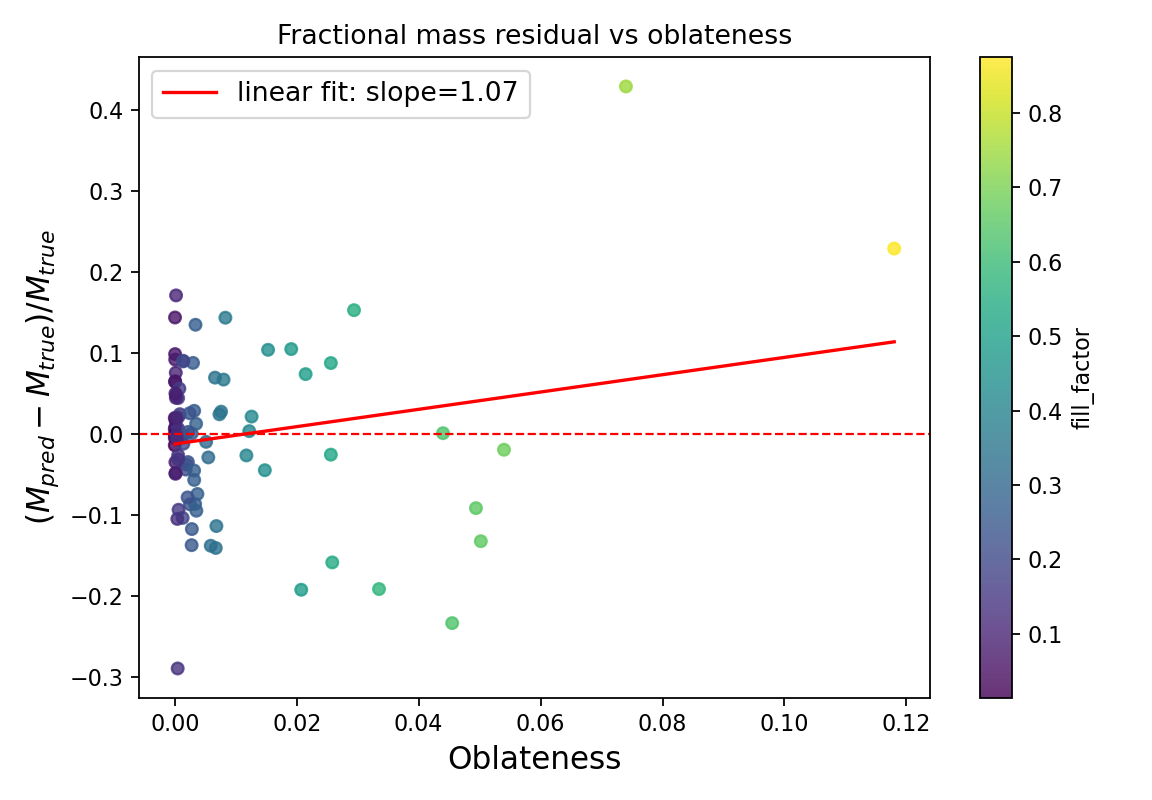 Fractional mass residual vs oblateness
linear fit: slope=1.07
(M_pred − M_true)/M_true
0.4
0.3
0.2
0.1
0.0
−0.1
−0.2
−0.3
0.00 0.02 0.04 0.06 0.08 0.10 0.12
Oblateness
0.8
0.7
0.6
0.5
0.4
0.3
0.2
0.1
fill_factor